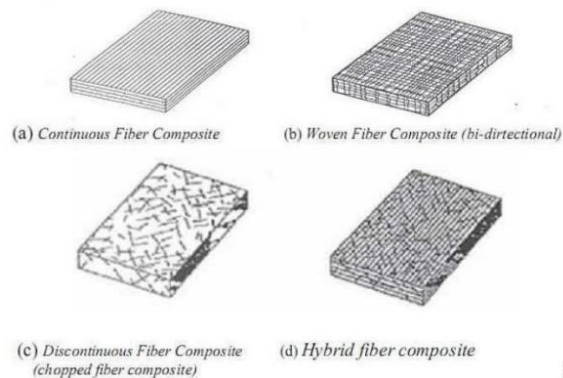 (a) Continuous Fiber Composite
(b) Woven Fiber Composite (bi-dirtectional)
(c) Discontinuous Fiber Composite
(chopped fiber composite)
(d) Hybrid fiber composite